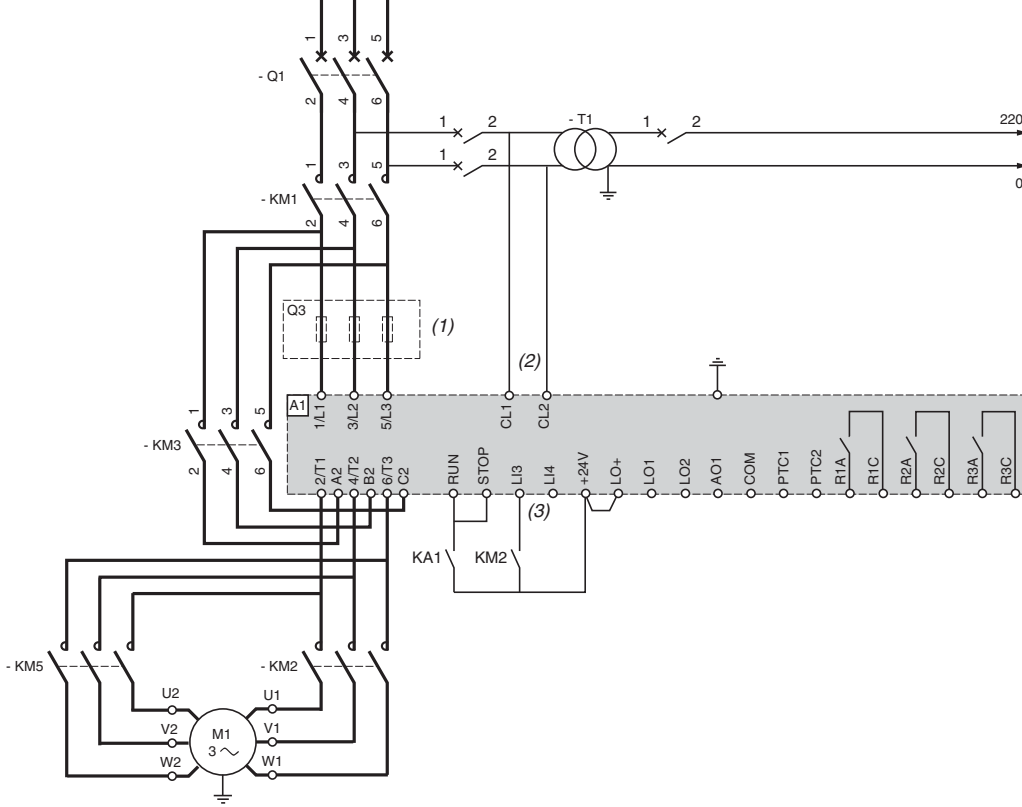 1 3 5
- Q1
2 4 6
1 2 - T1 1 2 220
1 2
0
1 3 5
- KM1
2 4 6
Q3 (1)
(2)
A1
1/L1 3/L2 5/L3 CL1 CL2
1 3 5
- KM3
2 4 6
2/T1 A2 4/T2 B2 6/T3 C2 RUN STOP LI3 LI4 +24V LO+ LO1 LO2 AO1 COM PTC1 PTC2 R1A R1C R2A R2C R3A R3C
(3)
KA1 KM2
- KM5 - KM2
U2 U1
V2 M1 V1
3
W2 W1